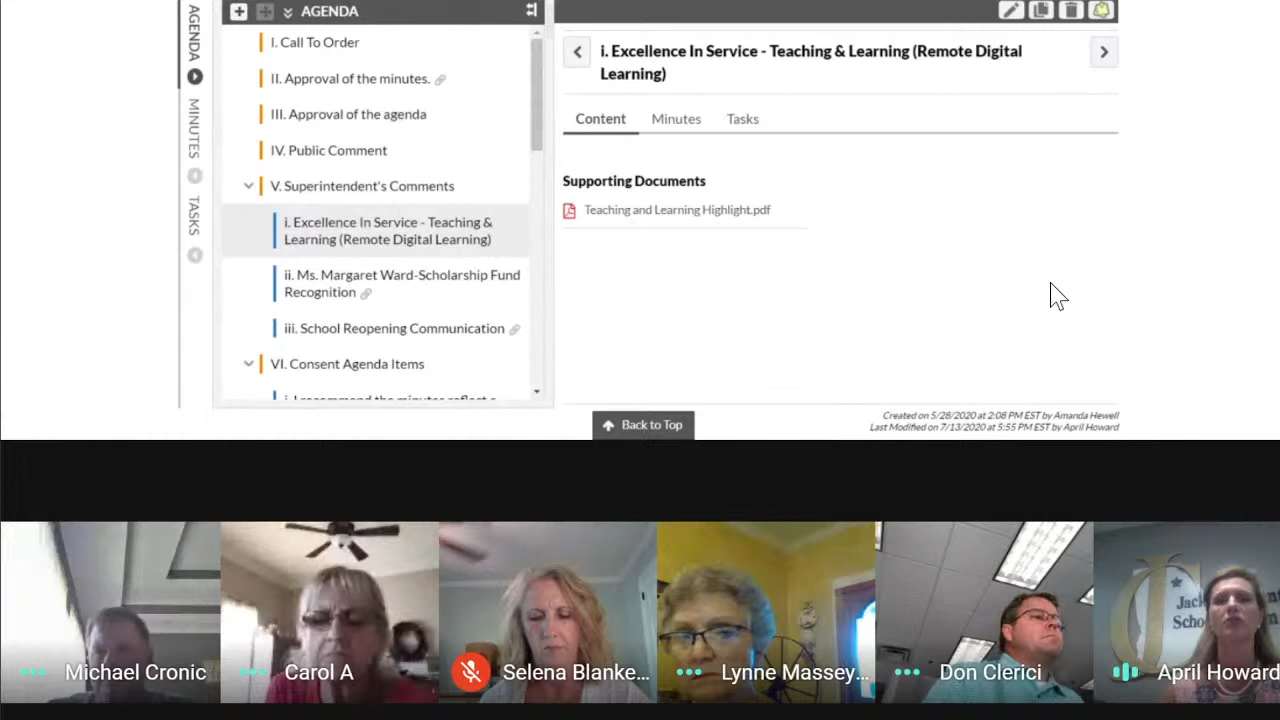 AGENDA
MINUTES
TASKS
AGENDA
I. Call To Order
II. Approval of the minutes.
III. Approval of the agenda
IV. Public Comment
V. Superintendent's Comments
i. Excellence In Service - Teaching &
Learning (Remote Digital Learning)
ii. Ms. Margaret Ward-Scholarship Fund
Recognition
iii. School Reopening Communication
VI. Consent Agenda Items
i. I recommend the minutes reflect a
i. Excellence In Service - Teaching & Learning (Remote Digital
Learning)
Content Minutes Tasks
Supporting Documents
Teaching and Learning Highlight.pdf
Back to Top
Created on 5/28/2020 at 2:08 PM EST by Amanda Hewell
Last Modified on 7/13/2020 at 5:55 PM EST by April Howard
Michael Cronic
Carol A
Selena Blanke...
Lynne Massey...
Don Clerici
April Howard